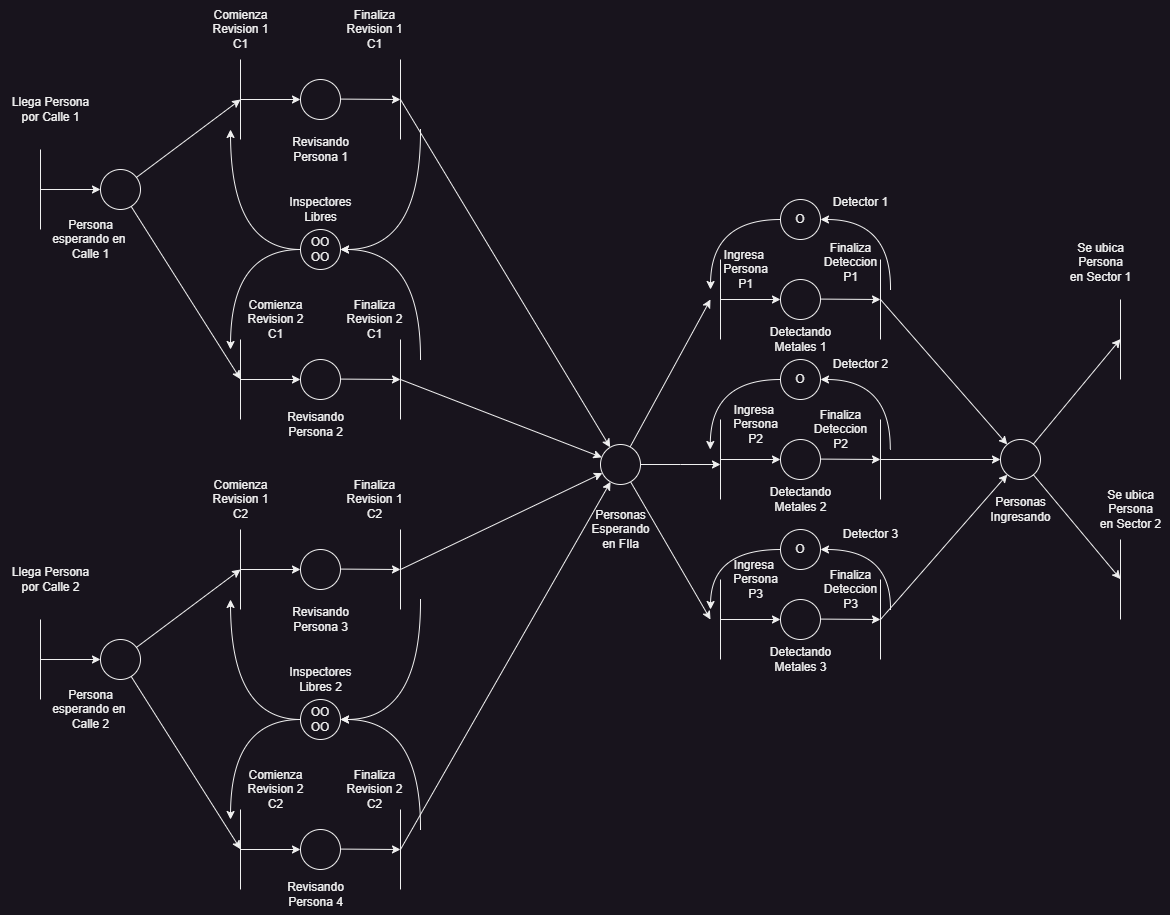 Comienza
Revision 1
C1
Finaliza
Revision 1
C1
Llega Persona
por Calle 1
Revisando
Persona 1
Persona
esperando en
Calle 1
Inspectores
Libres
OO
OO
Comienza
Revision 2
C1
Finaliza
Revision 2
C1
Revisando
Persona 2
Comienza
Revision 1
C2
Finaliza
Revision 1
C2
Llega Persona
por Calle 2
Revisando
Persona 3
Persona
esperando en
Calle 2
Inspectores
Libres 2
OO
OO
Comienza
Revision 2
C2
Finaliza
Revision 2
C2
Revisando
Persona 4
Personas
Esperando
en FIla
Detector 1
O
Ingresa
Persona
P1
Finaliza
Deteccion
P1
Detectando
Metales 1
Detector 2
O
Ingresa
Persona
P2
Finaliza
Deteccion
P2
Detectando
Metales 2
Detector 3
O
Ingresa
Persona
P3
Finaliza
Deteccion
P3
Detectando
Metales 3
Personas
Ingresando
Se ubica
Persona
en Sector 1
Se ubica
Persona
en Sector 2